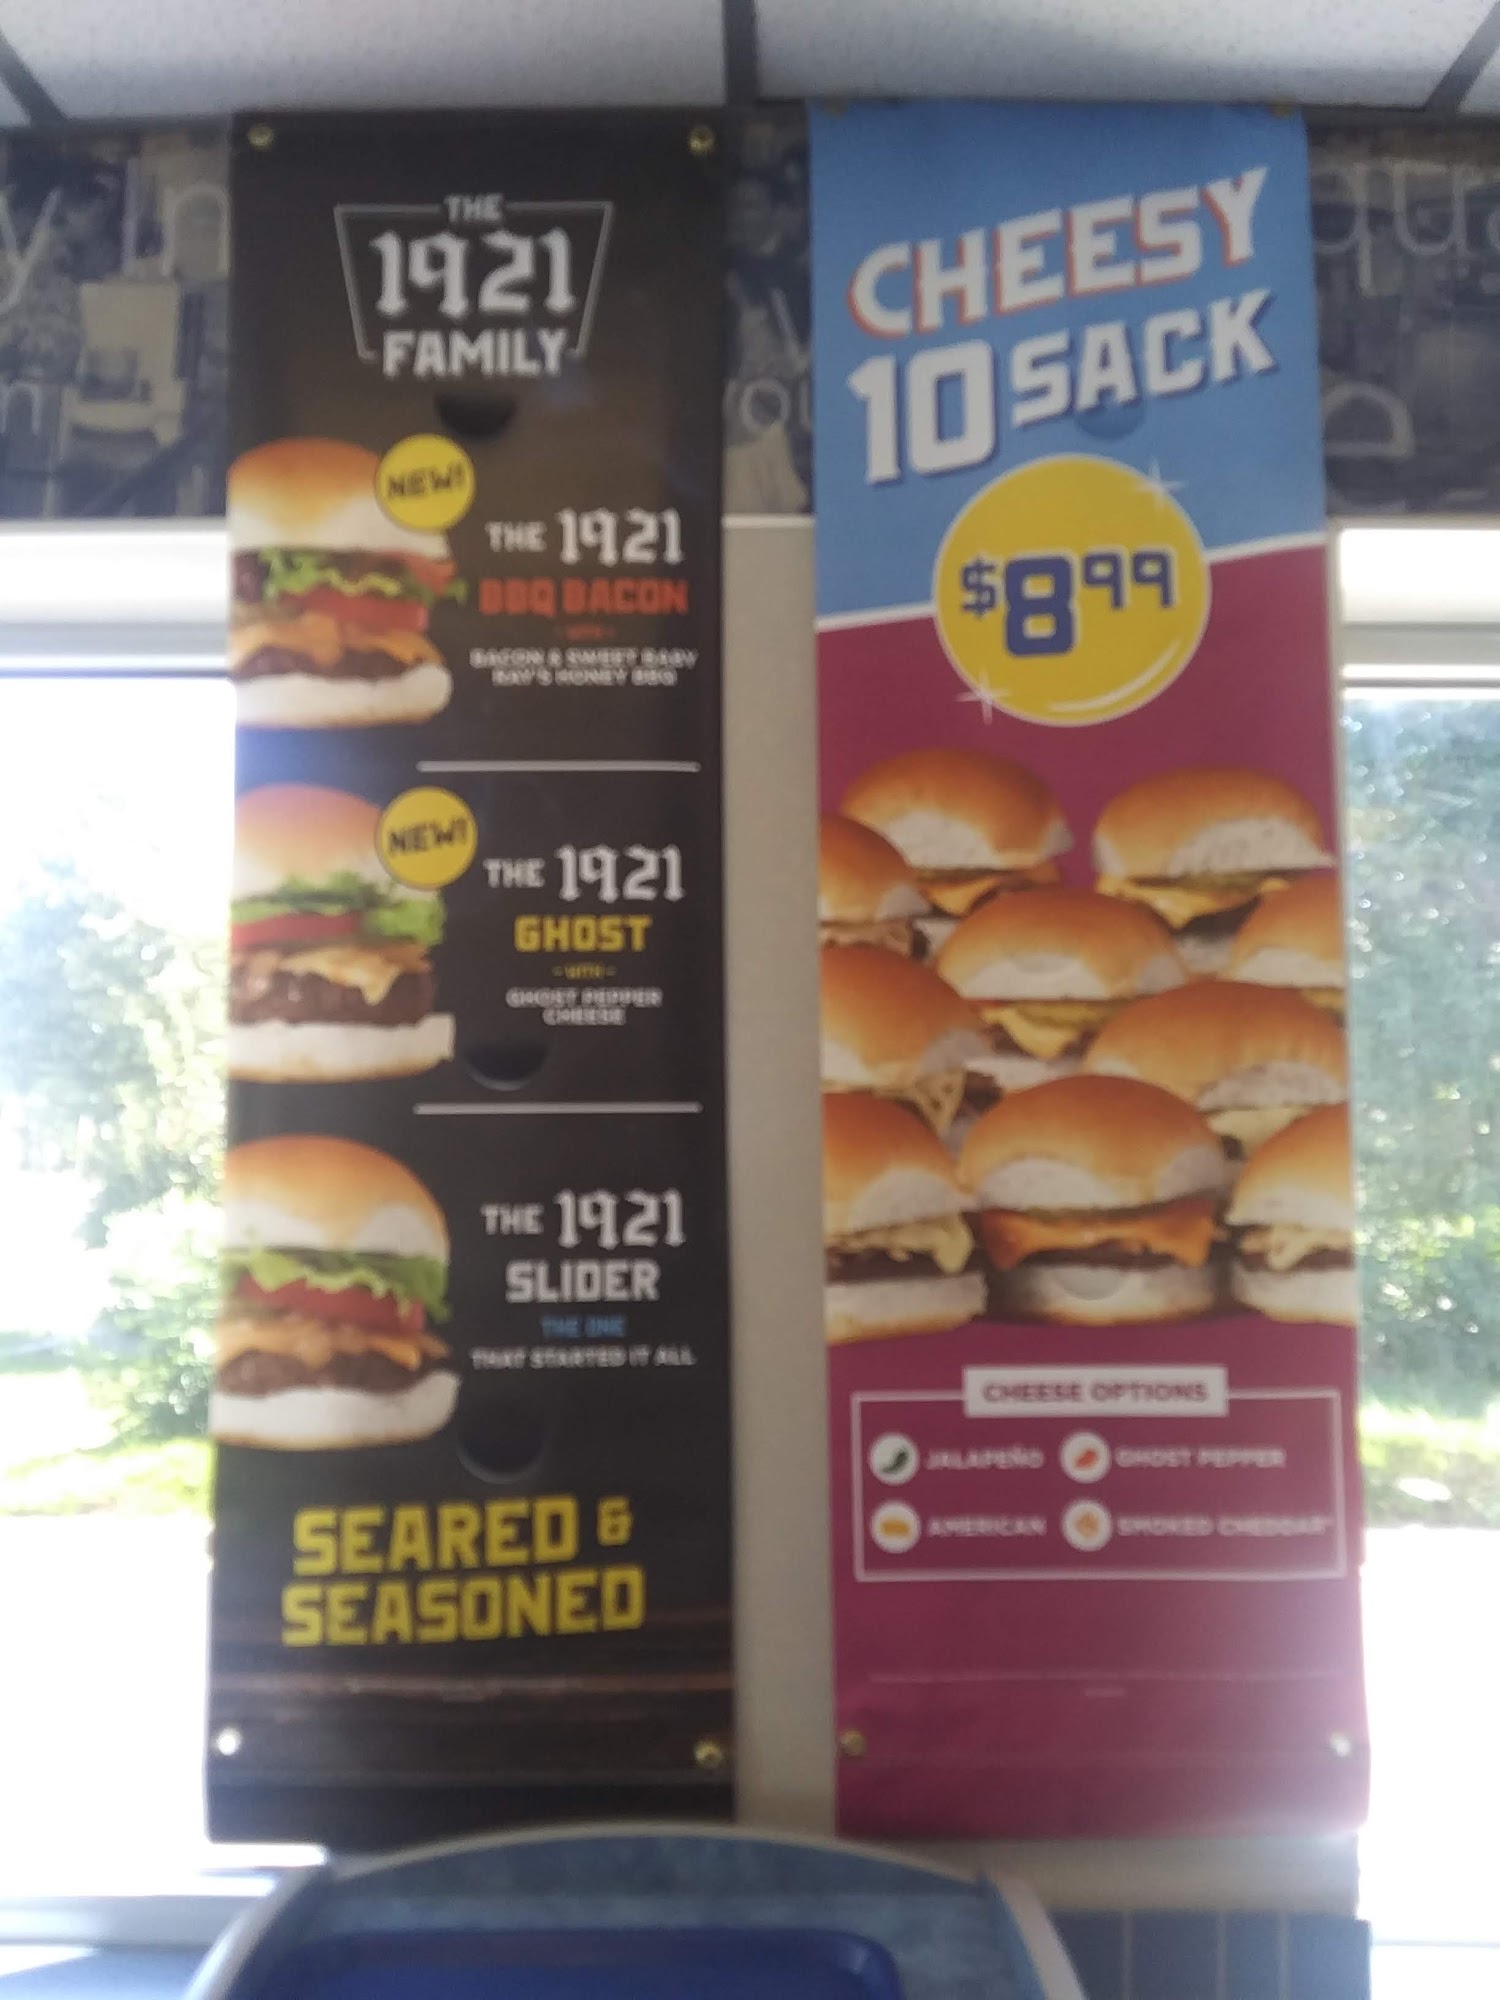 THE
1921
FAMILY
NEW!
THE 1921
BBQ BACON
- WITH -
BACON & SWEET BABY
RAY'S HONEY BBQ
NEW!
THE 1921
GHOST
- WITH -
GHOST PEPPER
CHEESE
THE 1921
SLIDER
THE ONE
THAT STARTED IT ALL
SEARED &
SEASONED
CHEESY
10 SACK
$899
CHEESE OPTIONS
JALAPEÑO GHOST PEPPER
AMERICAN SMOKED CHEDDAR